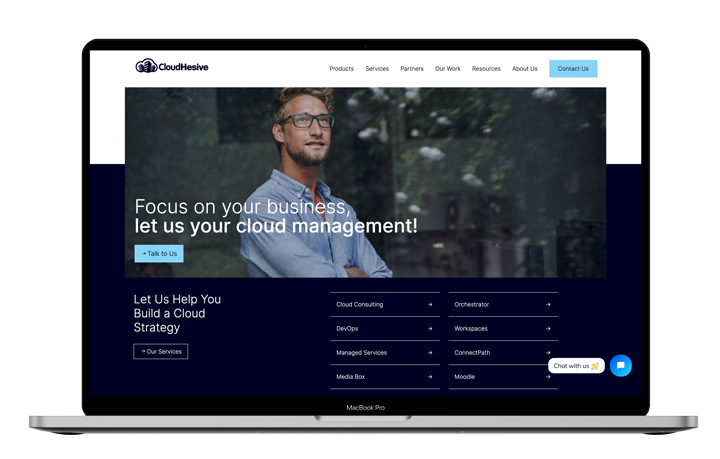 CloudHesive
Products Services Partners Our Work Resources About Us Contact Us
Focus on your business,
let us your cloud management!
→ Talk to Us
Let Us Help You
Build a Cloud
Strategy
→ Our Services
Cloud Consulting →
DevOps →
Managed Services →
Media Box →
Orchestrator →
Workspaces →
ConnectPath →
Moodle →
Chat with us 👋
MacBook Pro